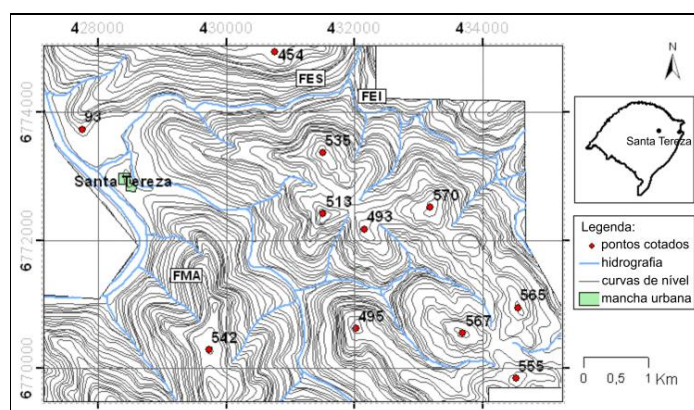 428000 430000 432000 434000
454
FES
FEI
N
6774000
93
535
Santa Tereza
Santa Tereza
570
513
493
6772000
FMA
Legenda:
pontos cotados
hidrografia
curvas de nível
mancha urbana
565
495
567
542
555
6770000
0 0,5 1 Km